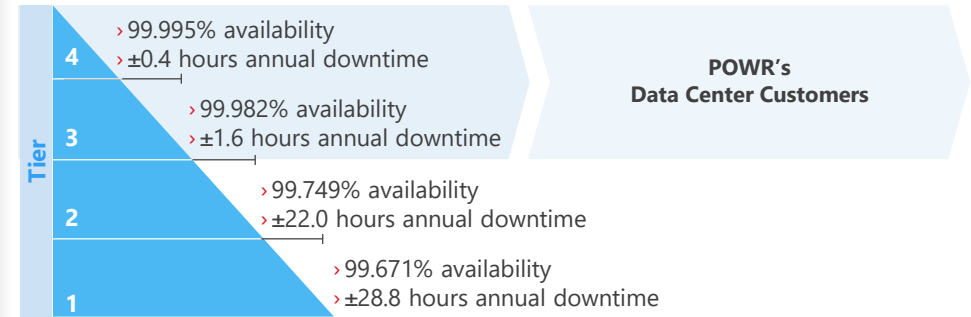 Tier
4
› 99.995% availability
› ±0.4 hours annual downtime
POWR's
Data Center Customers
3
› 99.982% availability
› ±1.6 hours annual downtime
2
› 99.749% availability
› ±22.0 hours annual downtime
1
› 99.671% availability
› ±28.8 hours annual downtime